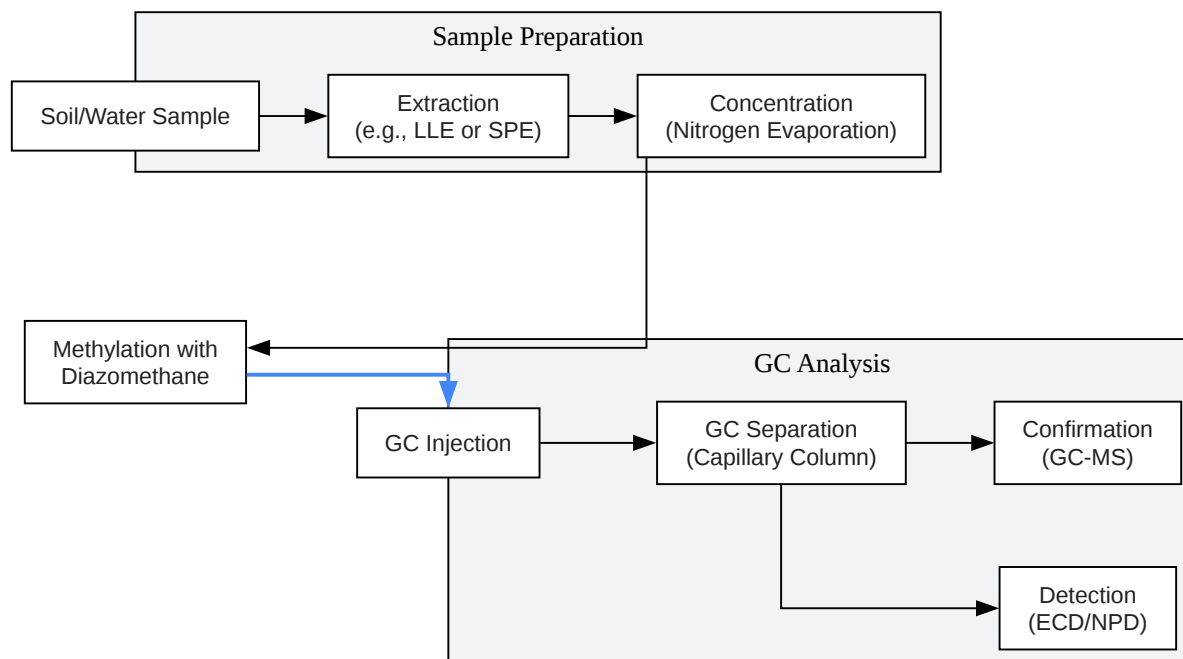 Sample Preparation
Soil/Water Sample
Extraction
(e.g., LLE or SPE)
Concentration
(Nitrogen Evaporation)
Methylation with
Diazomethane
GC Analysis
GC Injection
GC Separation
(Capillary Column)
Confirmation
(GC-MS)
Detection
(ECD/NPD)